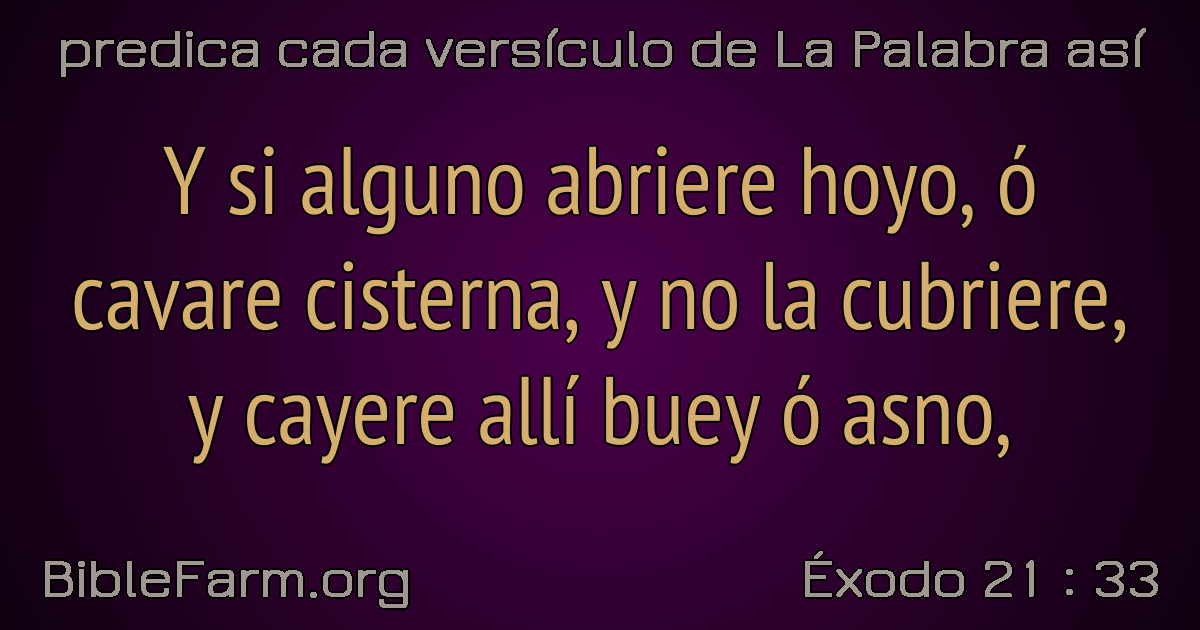 predica cada versículo de La Palabra así
Y si alguno abriere hoyo, ó
cavare cisterna, y no la cubriere,
y cayere allí buey ó asno,
BibleFarm.org
Éxodo 21 : 33